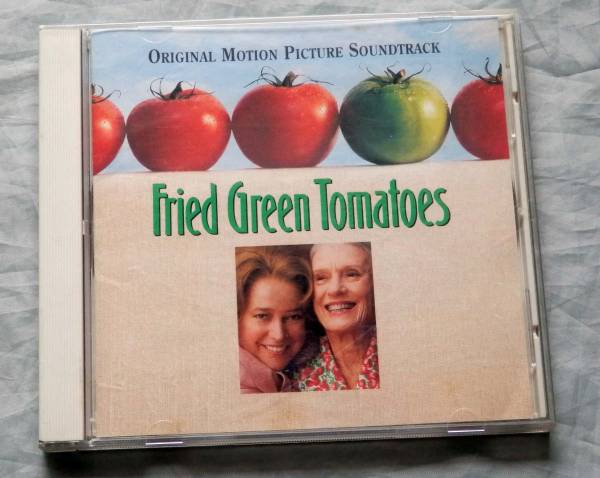 ORIGINAL MOTION PICTURE SOUNDTRACK
Fried Green Tomatoes